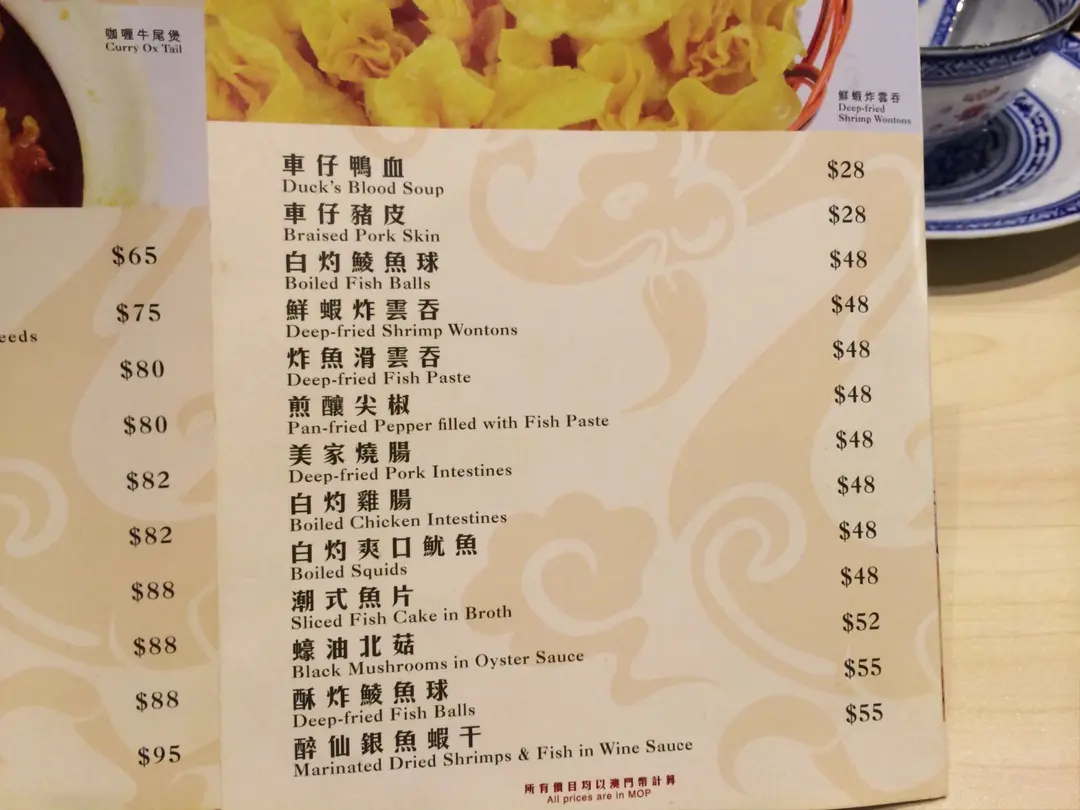 咖喱牛尾煲
Curry Ox Tail
$65
$75
eeds
$80
$80
$82
$82
$88
$88
$88
$95
鮮蝦炸雲吞
Deep-fried
Shrimp Wontons
車仔鴨血 $28
Duck's Blood Soup
車仔豬皮 $28
Braised Pork Skin
白灼鯪魚球 $48
Boiled Fish Balls
鮮蝦炸雲吞 $48
Deep-fried Shrimp Wontons
炸魚滑雲吞 $48
Deep-fried Fish Paste
煎釀尖椒 $48
Pan-fried Pepper filled with Fish Paste
美家燒腸 $48
Deep-fried Pork Intestines
白灼雞腸 $48
Boiled Chicken Intestines
白灼爽口魷魚 $48
Boiled Squids
潮式魚片 $48
Sliced Fish Cake in Broth
蠔油北菇 $52
Black Mushrooms in Oyster Sauce
酥炸鯪魚球 $55
Deep-fried Fish Balls
醉仙銀魚蝦干 $55
Marinated Dried Shrimps & Fish in Wine Sauce
所有價目均以澳門幣計算
All prices are in MOP